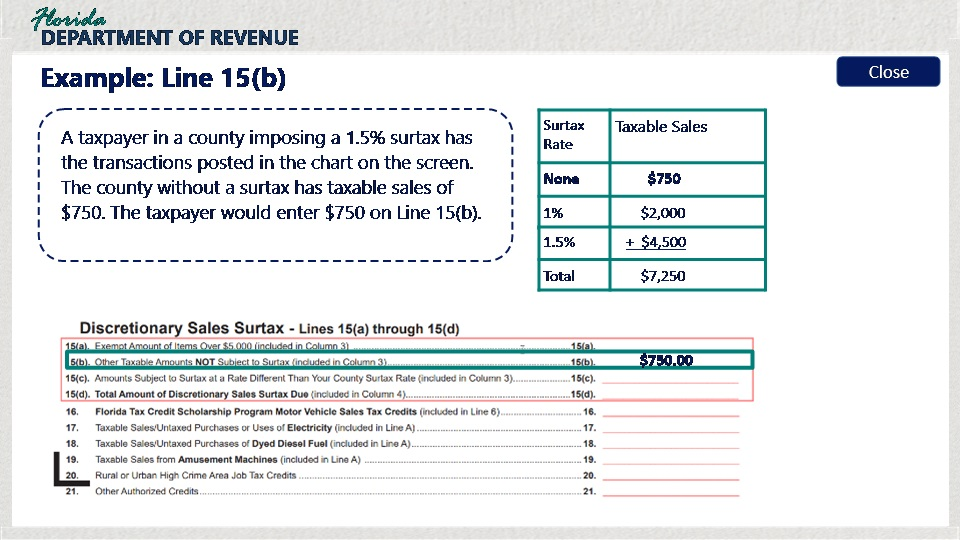 Florida
DEPARTMENT OF REVENUE
Example: Line 15(b)
Close
A taxpayer in a county imposing a 1.5% surtax has
the transactions posted in the chart on the screen.
The county without a surtax has taxable sales of
$750. The taxpayer would enter $750 on Line 15(b).
Surtax Rate Taxable Sales
None $750
1% $2,000
1.5% + $4,500
Total $7,250
Discretionary Sales Surtax - Lines 15(a) through 15(d)
15(a). Exempt Amount of Items Over $5,000 (included in Column 3) 15(a).
5(b). Other Taxable Amounts NOT Subject to Surtax (included in Column 3) 15(b). $750.00
15(c). Amounts Subject to Surtax at a Rate Different Than Your County Surtax Rate (included in Column 3) 15(c).
15(d). Total Amount of Discretionary Sales Surtax Due (included in Column 4) 15(d).
16. Florida Tax Credit Scholarship Program Motor Vehicle Sales Tax Credits (included in Line 6) 16.
17. Taxable Sales/Untaxed Purchases or Uses of Electricity (included in Line A) 17.
18. Taxable Sales/Untaxed Purchases of Dyed Diesel Fuel (included in Line A) 18.
19. Taxable Sales from Amusement Machines (included in Line A) 19.
20. Rural or Urban High Crime Area Job Tax Credits 20.
21. Other Authorized Credits 21.